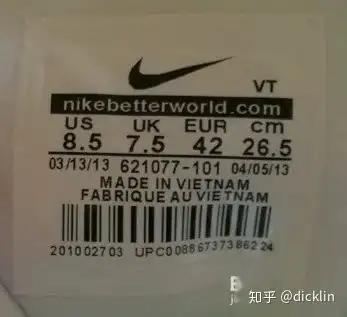 VT
nikebetterworld.com
US UK EUR cm
8.5 7.5 42 26.5
03/13/13 621077-101 04/05/13
MADE IN VIETNAM
FABRIQUE AU VIETNAM
201002703 UPC00886737386224
知乎 @dicklin